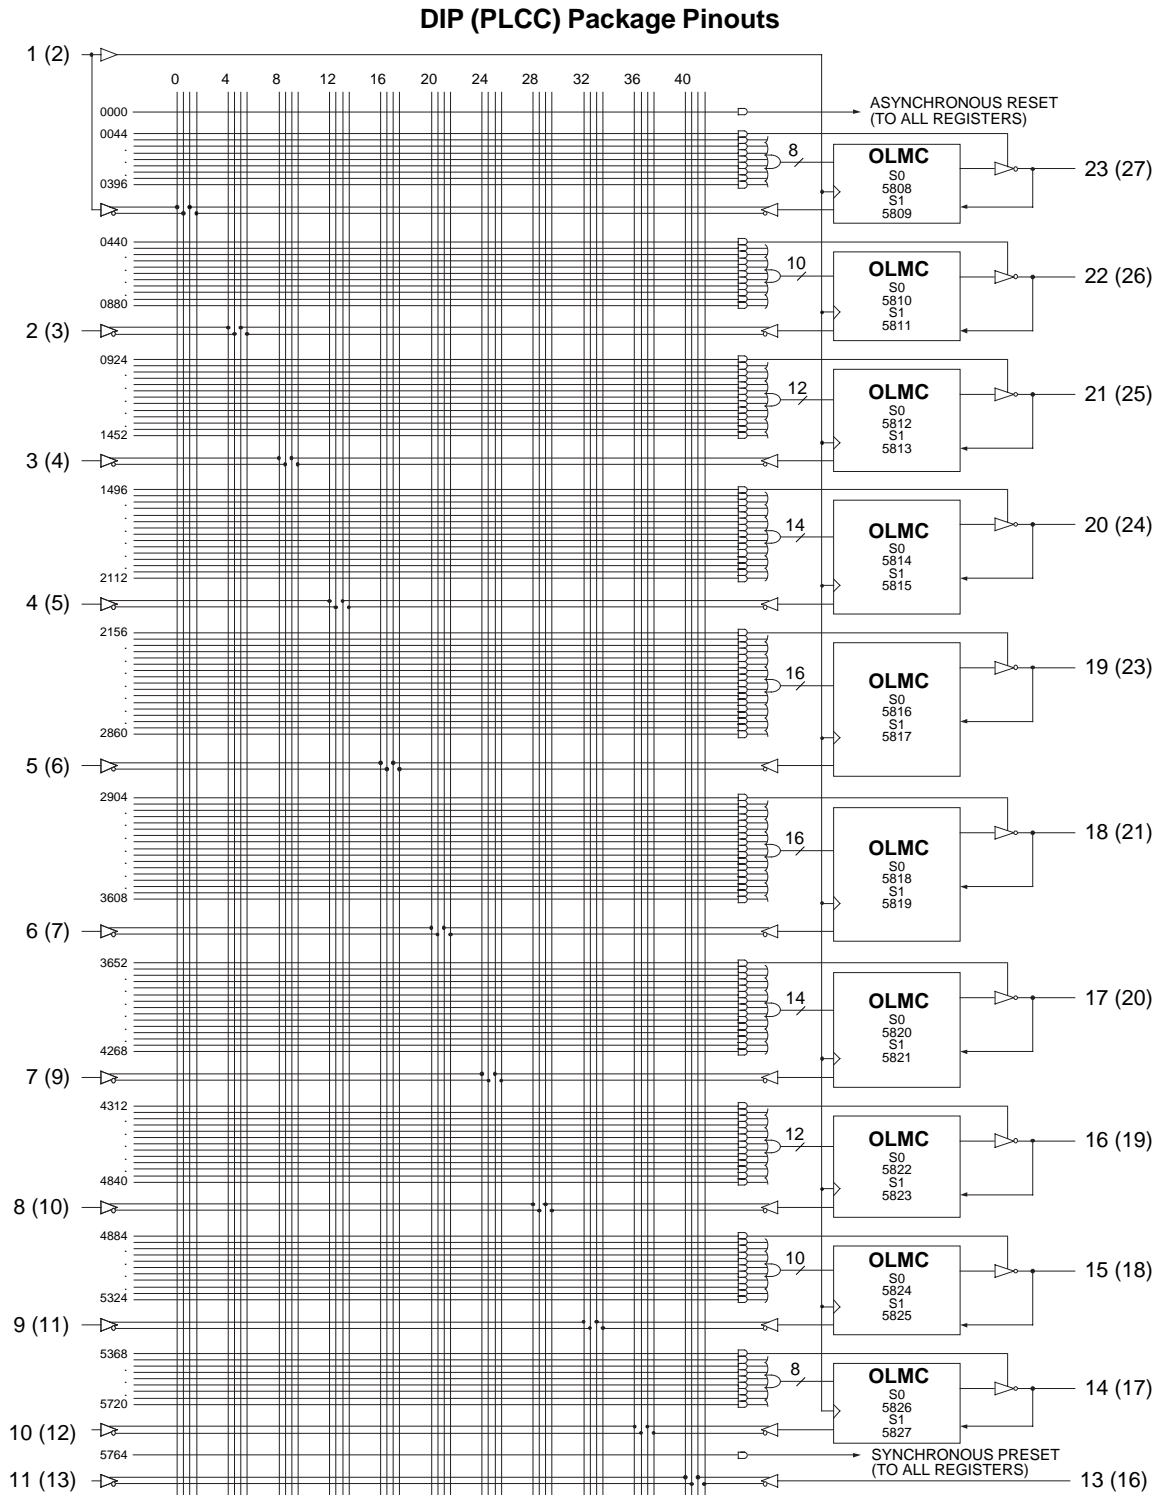 DIP (PLCC) Package Pinouts
1 (2)
0 4 8 12 16 20 24 28 32 36 40
0000
ASYNCHRONOUS RESET
(TO ALL REGISTERS)
0044
.
.
.
0396
8
OLMC
S0
5808
S1
5809
23 (27)
0440
.
.
.
0880
10
OLMC
S0
5810
S1
5811
22 (26)
2 (3)
0924
.
.
.
1452
12
OLMC
S0
5812
S1
5813
21 (25)
3 (4)
1496
.
.
.
2112
14
OLMC
S0
5814
S1
5815
20 (24)
4 (5)
2156
.
.
.
2860
16
OLMC
S0
5816
S1
5817
19 (23)
5 (6)
2904
.
.
.
3608
16
OLMC
S0
5818
S1
5819
18 (21)
6 (7)
3652
.
.
.
4268
14
OLMC
S0
5820
S1
5821
17 (20)
7 (9)
4312
.
.
.
4840
12
OLMC
S0
5822
S1
5823
16 (19)
8 (10)
4884
.
.
.
5324
10
OLMC
S0
5824
S1
5825
15 (18)
9 (11)
5368
.
.
.
5720
8
OLMC
S0
5826
S1
5827
14 (17)
10 (12)
5764
SYNCHRONOUS PRESET
(TO ALL REGISTERS)
11 (13)
13 (16)